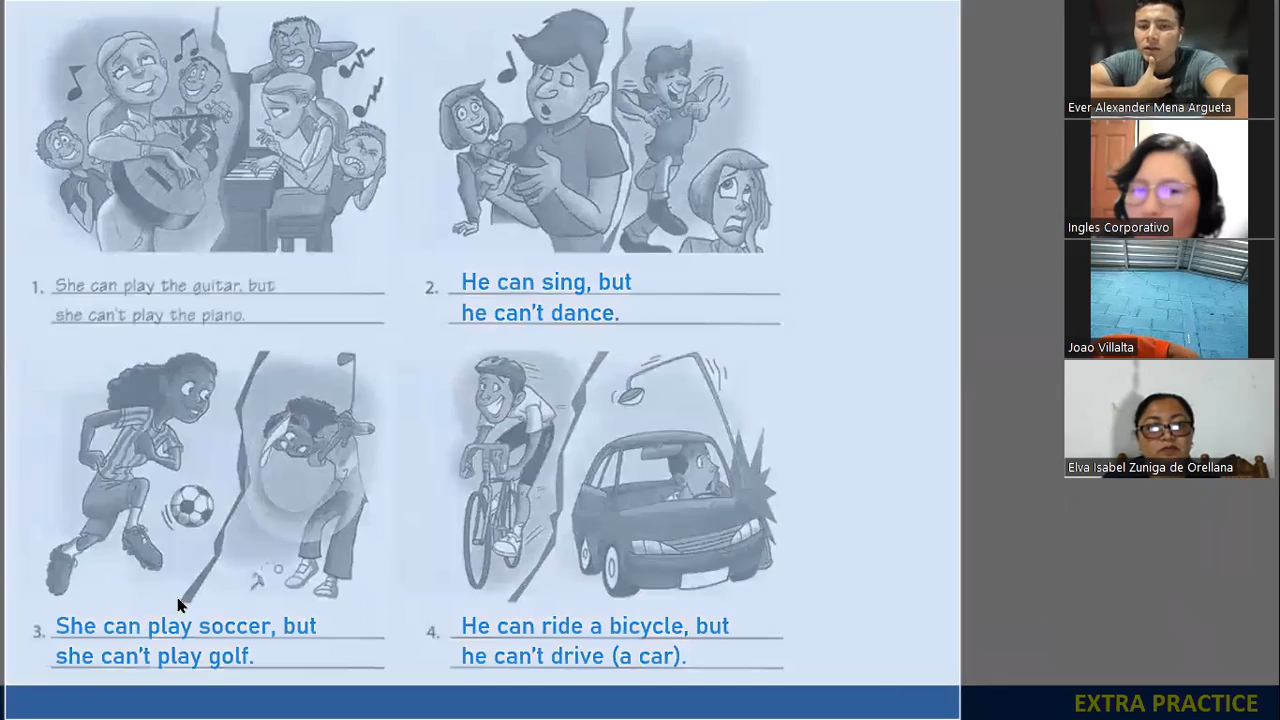 1. She can play the guitar, but
she can't play the piano.
2. He can sing, but
he can't dance.
3. She can play soccer, but
she can't play golf.
4. He can ride a bicycle, but
he can't drive (a car).
EXTRA PRACTICE
Ever Alexander Mena Argueta
Ingles Corporativo
Joao Villalta
Elva Isabel Zuniga de Orellana